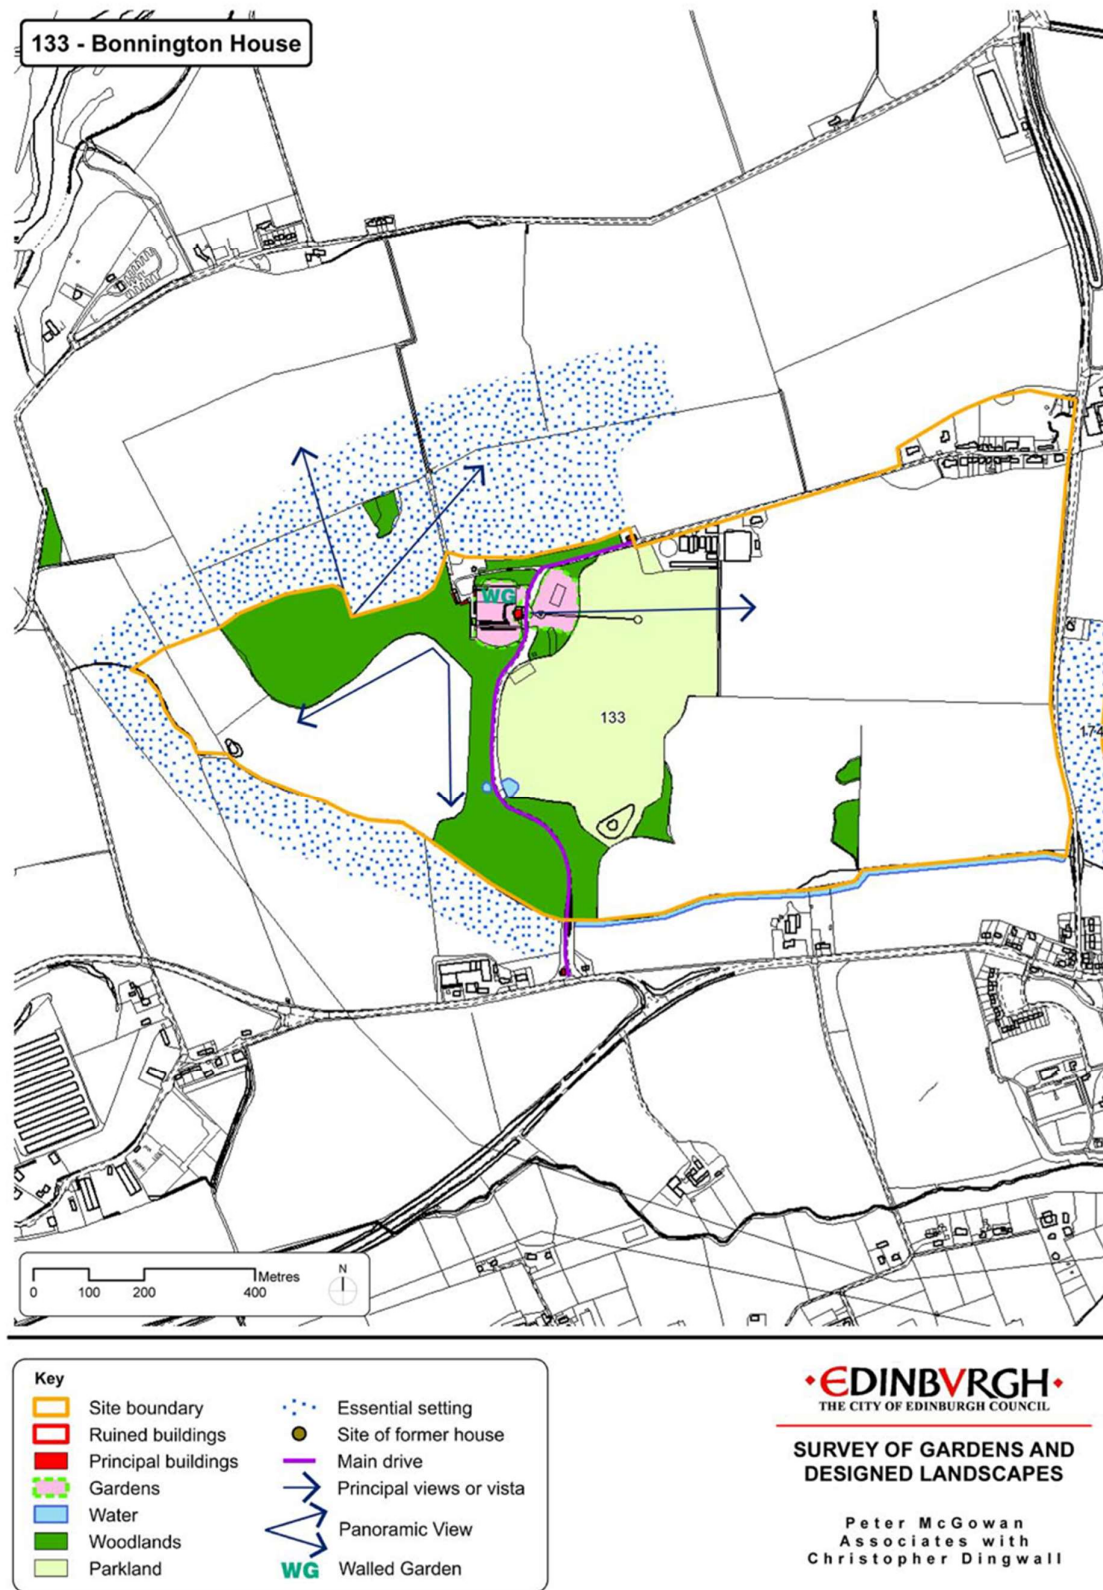 133 - Bonnington House
WG
133
174
Metres
0 100 200 400
N
Key
Site boundary
Ruined buildings
Principal buildings
Gardens
Water
Woodlands
Parkland
Essential setting
Site of former house
Main drive
Principal views or vista
Panoramic View
WG Walled Garden
EDINBVRGH
THE CITY OF EDINBURGH COUNCIL
SURVEY OF GARDENS AND
DESIGNED LANDSCAPES
Peter McGowan
Associates with
Christopher Dingwall